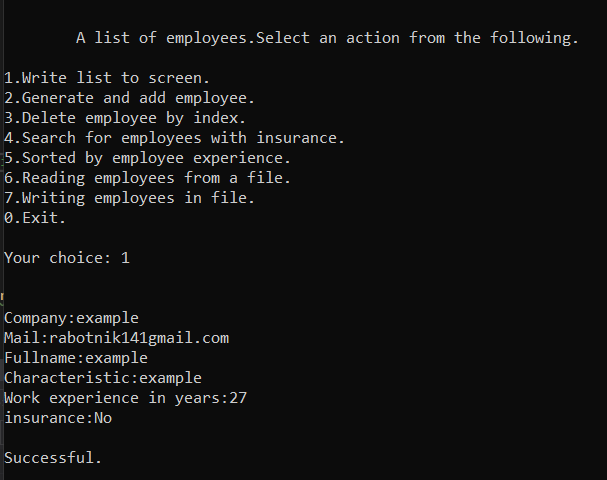 A list of employees.Select an action from the following.
1.Write list to screen.
2.Generate and add employee.
3.Delete employee by index.
4.Search for employees with insurance.
5.Sorted by employee experience.
6.Reading employees from a file.
7.Writing employees in file.
0.Exit.
Your choice: 1
Company:example
Mail:rabotnik141gmail.com
Fullname:example
Characteristic:example
Work experience in years:27
insurance:No
Successful.